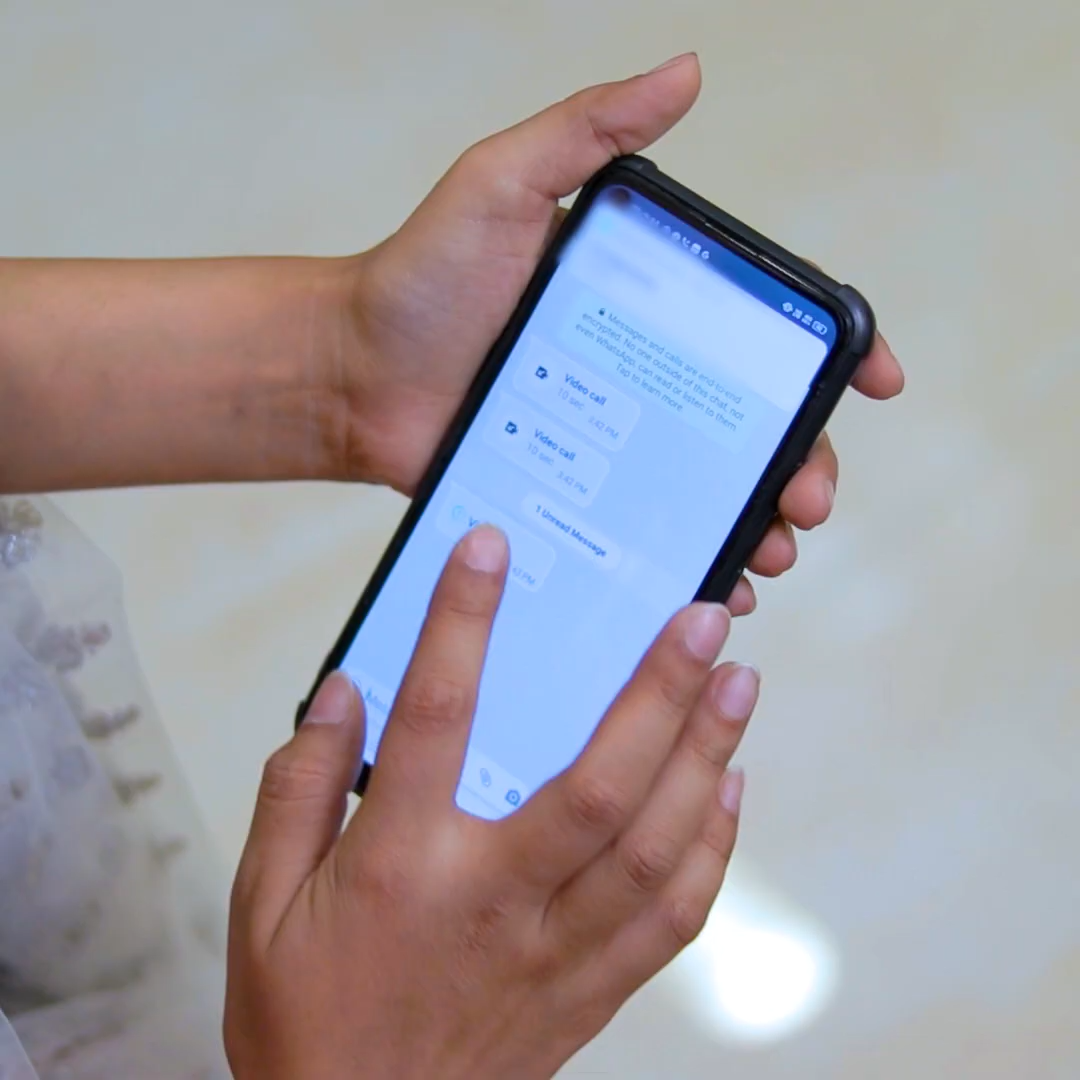 Messages and calls are end-to-end
encrypted. No one outside of this chat, not
even WhatsApp, can read or listen to them.
Tap to learn more.
Video call
10 sec 3:42 PM
Video call
10 sec 3:42 PM
1 Unread Message